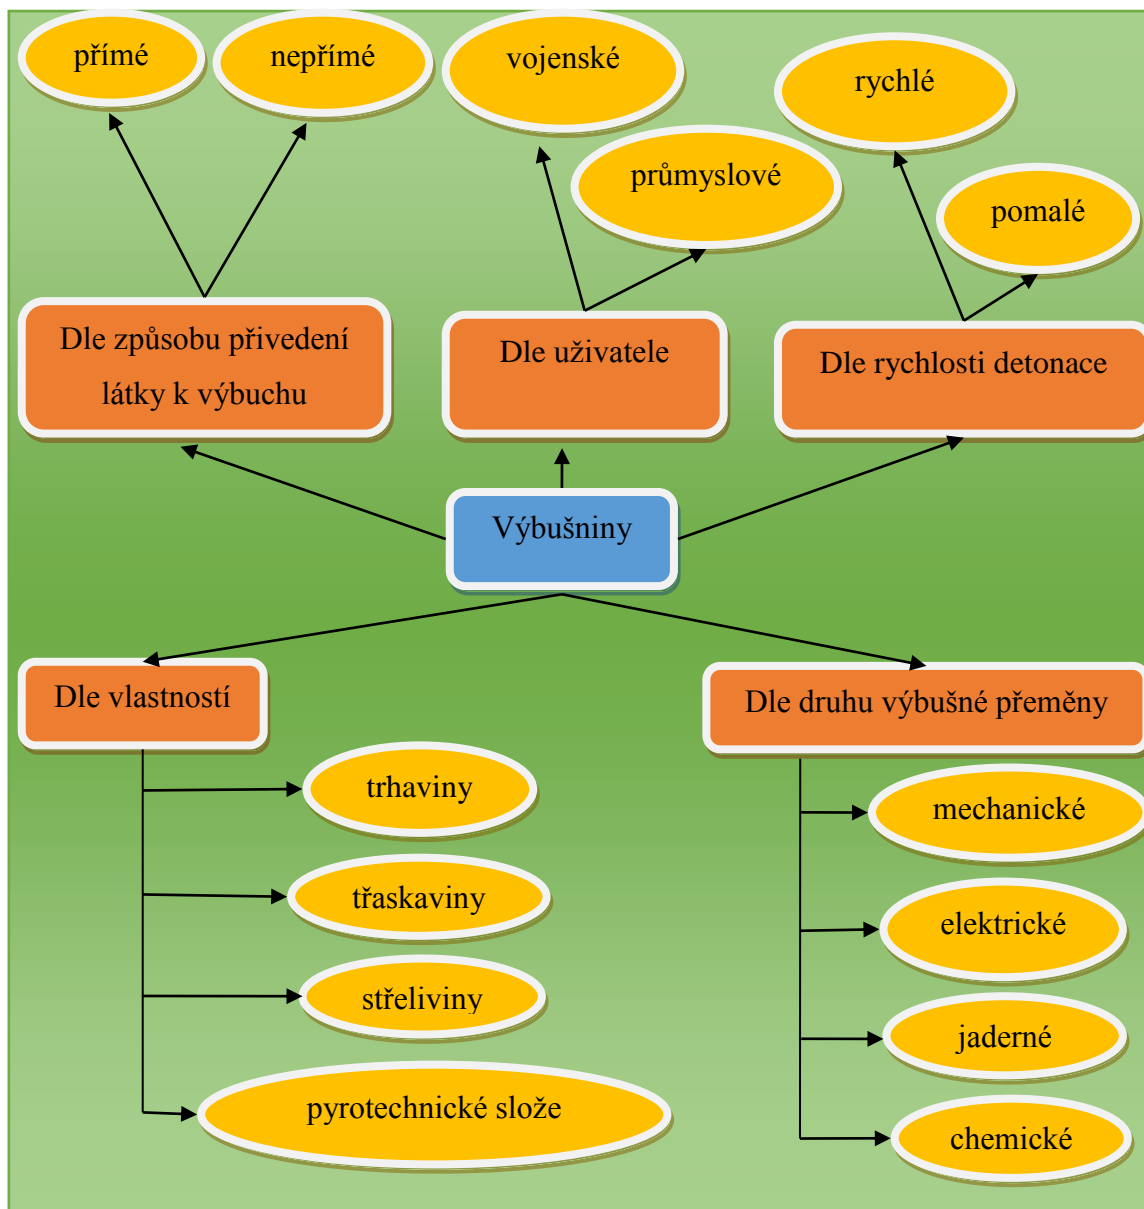 přímé
nepřímé
vojenské
rychlé
průmyslové
pomalé
Dle způsobu přivedení
látky k výbuchu
Dle uživatele
Dle rychlosti detonace
Výbušniny
Dle vlastností
Dle druhu výbušné přeměny
trhaviny
mechanické
třaskaviny
elektrické
střeliviny
jaderné
pyrotechnické slože
chemické